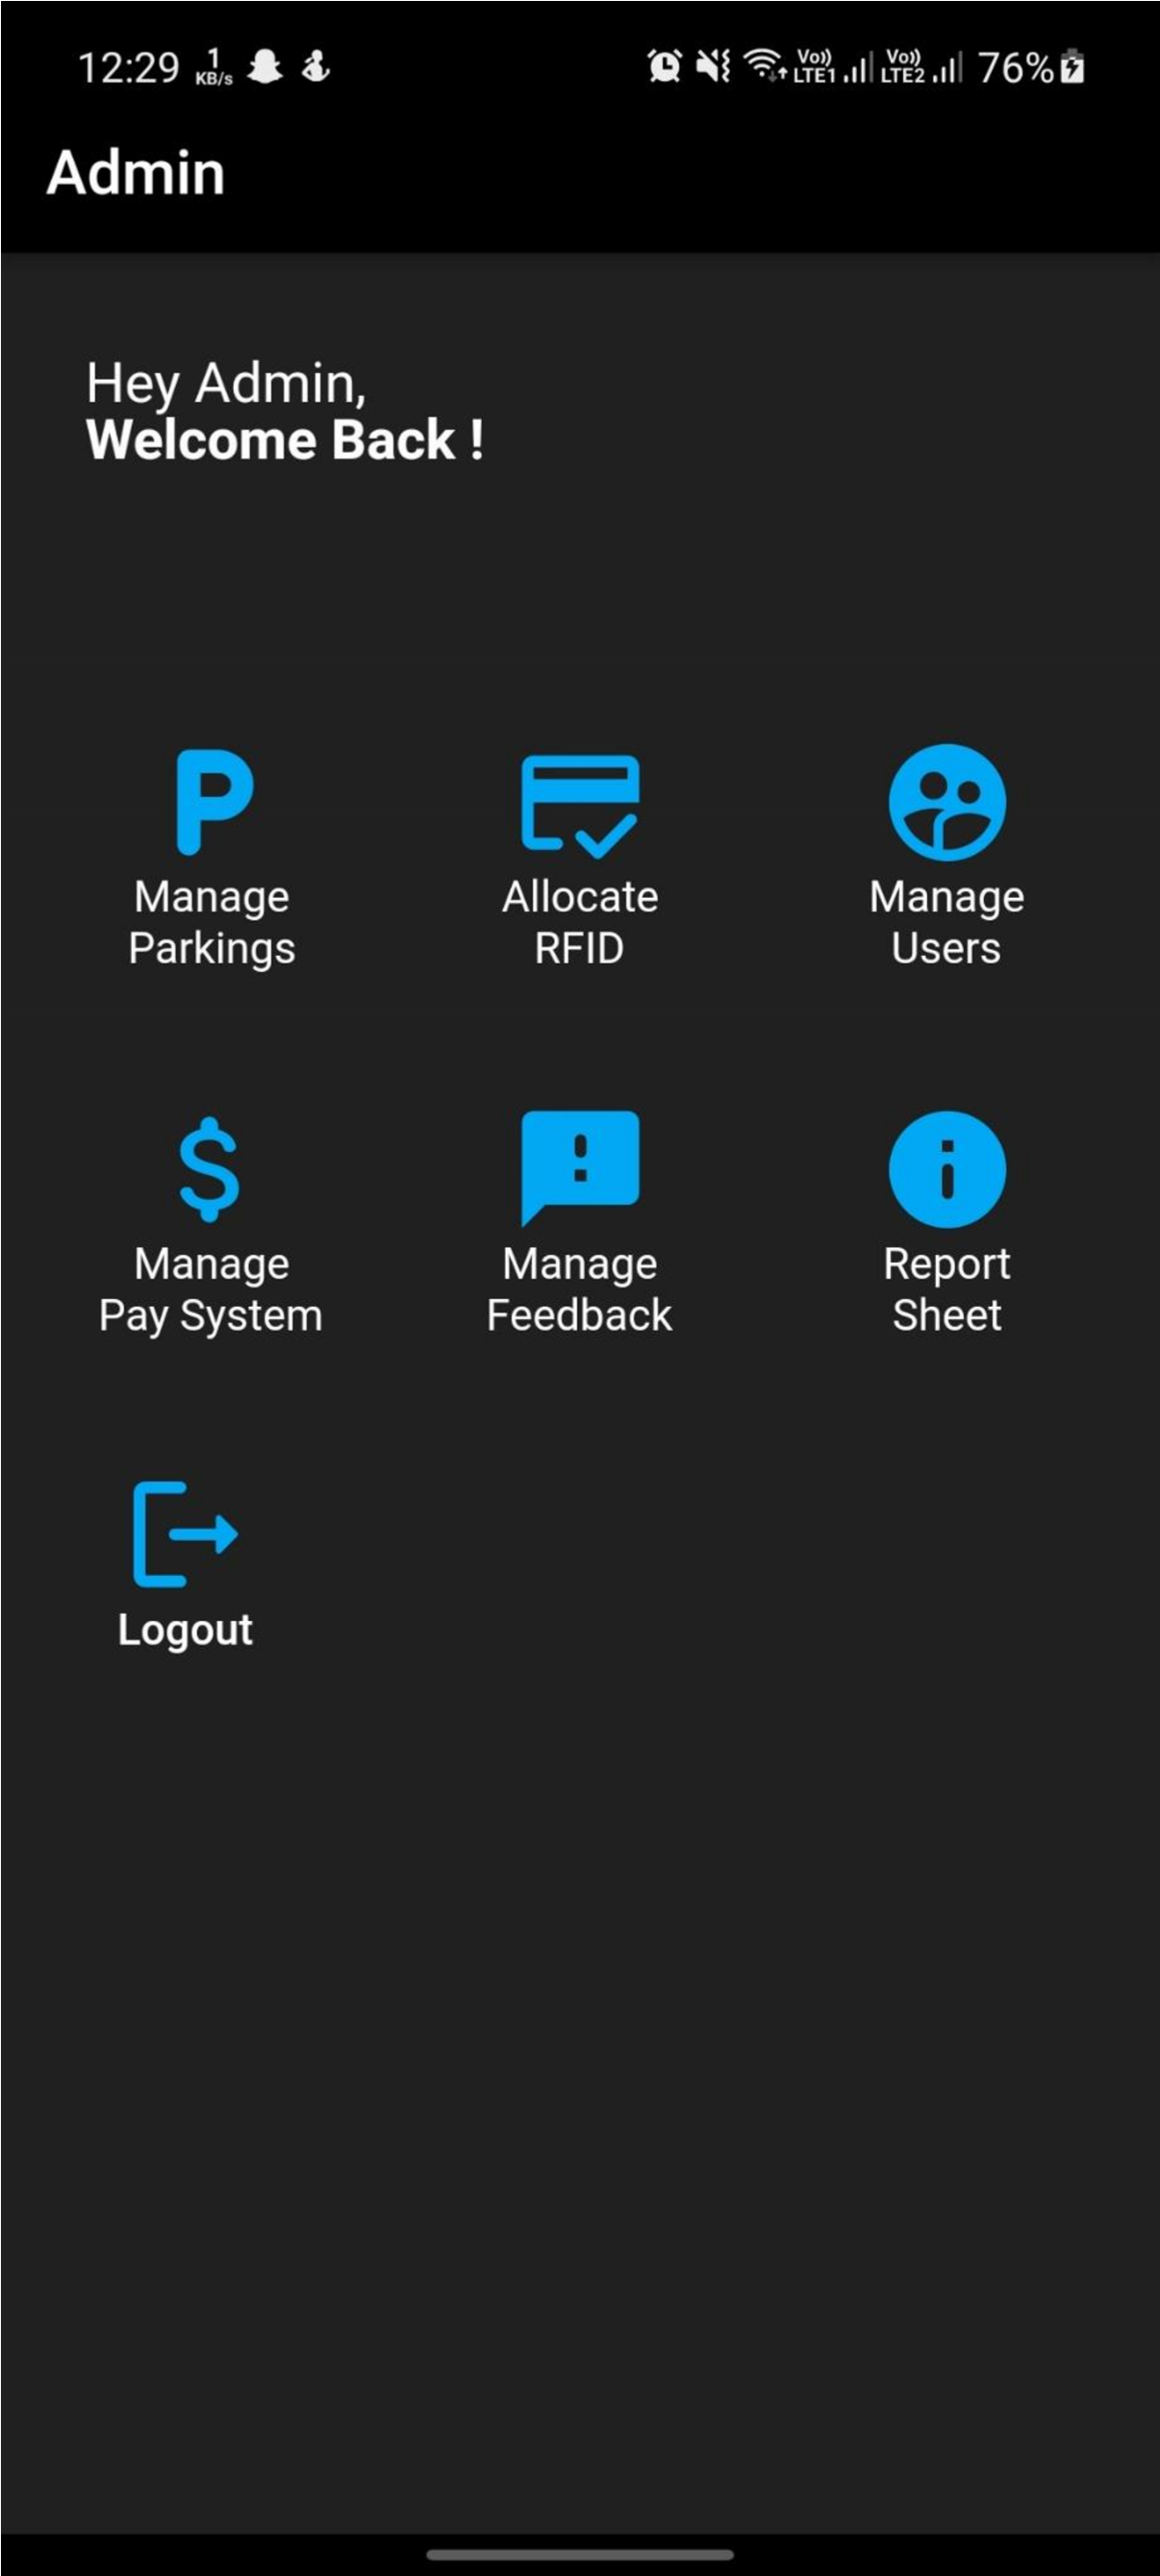 12:29 1 KB/s Vo)) LTE1 Vo)) LTE2 76%
Admin
Hey Admin,
Welcome Back !
P
Manage
Parkings
Allocate
RFID
Manage
Users
$
Manage
Pay System
Manage
Feedback
Report
Sheet
Logout